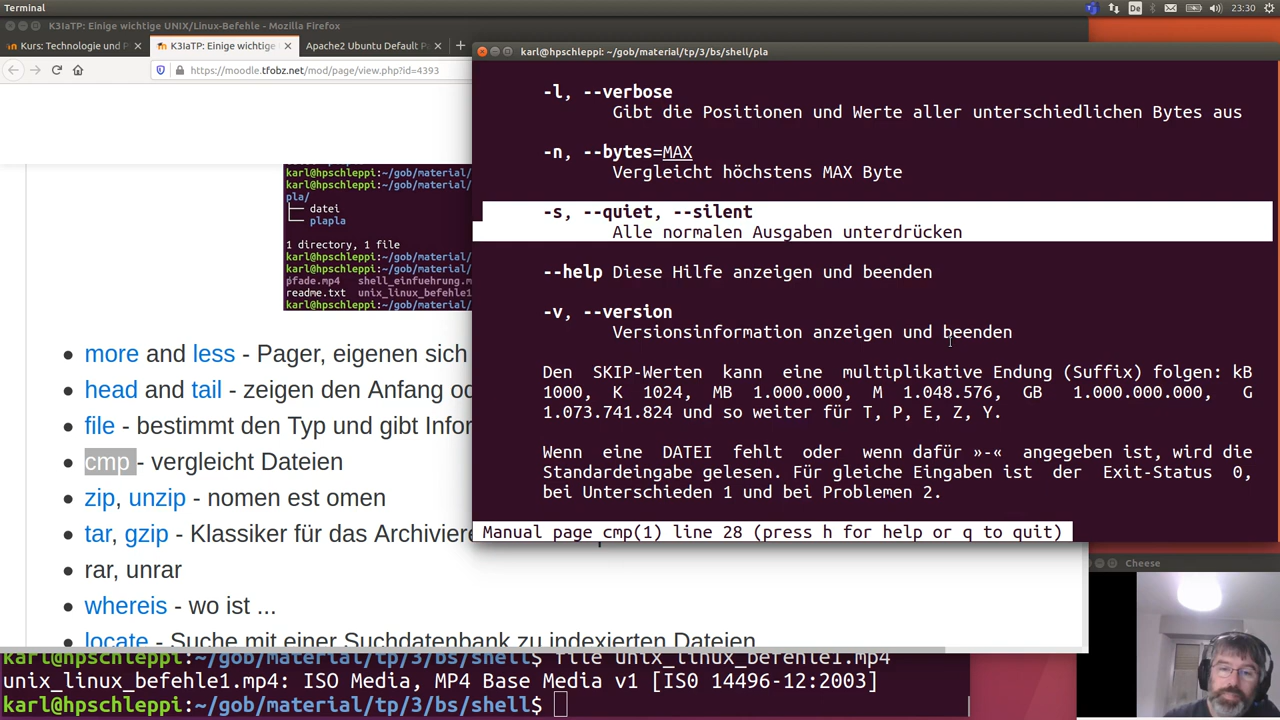 Terminal
De
23:30
K3IaTP: Einige wichtige UNIX/Linux-Befehle - Mozilla Firefox
Kurs: Technologie und P
K3IaTP: Einige wichtige
Apache2 Ubuntu Default P
https://moodle.tfobz.net/mod/page/view.php?id=4393
karl@hpschleppi: ~/gob/material/tp/3/bs/shell/pla
-l, --verbose
Gibt die Positionen und Werte aller unterschiedlichen Bytes aus
-n, --bytes=MAX
Vergleicht höchstens MAX Byte
-s, --quiet, --silent
Alle normalen Ausgaben unterdrücken
--help Diese Hilfe anzeigen und beenden
-v, --version
Versionsinformation anzeigen und beenden
Den SKIP-Werten kann eine multiplikative Endung (Suffix) folgen: kB
1000, K 1024, MB 1.000.000, M 1.048.576, GB 1.000.000.000, G
1.073.741.824 und so weiter für T, P, E, Z, Y.
Wenn eine DATEI fehlt oder wenn dafür »-« angegeben ist, wird die
Standardeingabe gelesen. Für gleiche Eingaben ist der Exit-Status 0,
bei Unterschieden 1 und bei Problemen 2.
Manual page cmp(1) line 28 (press h for help or q to quit)
karl@hpschleppi:~/gob/material/
karl@hpschleppi:~/gob/material/
pla/
├── datei
└── plapla
1 directory, 1 file
karl@hpschleppi:~/gob/material/
karl@hpschleppi:~/gob/material/
pfade.mp4 shell_einfuehrung.m
readme.txt unix_linux_befehle1
karl@hpschleppi:~/gob/material/
• more and less - Pager, eigenen sich
• head and tail - zeigen den Anfang od
• file - bestimmt den Typ und gibt Infor
• cmp - vergleicht Dateien
• zip, unzip - nomen est omen
• tar, gzip - Klassiker für das Archiviere
• rar, unrar
• whereis - wo ist ...
• locate - Suche mit einer Suchdatenbank zu indexierten Dateien
Cheese
karl@hpschleppi:~/gob/material/tp/3/bs/shell$ file unix_linux_befehle1.mp4
unix_linux_befehle1.mp4: ISO Media, MP4 Base Media v1 [IS0 14496-12:2003]
karl@hpschleppi:~/gob/material/tp/3/bs/shell$